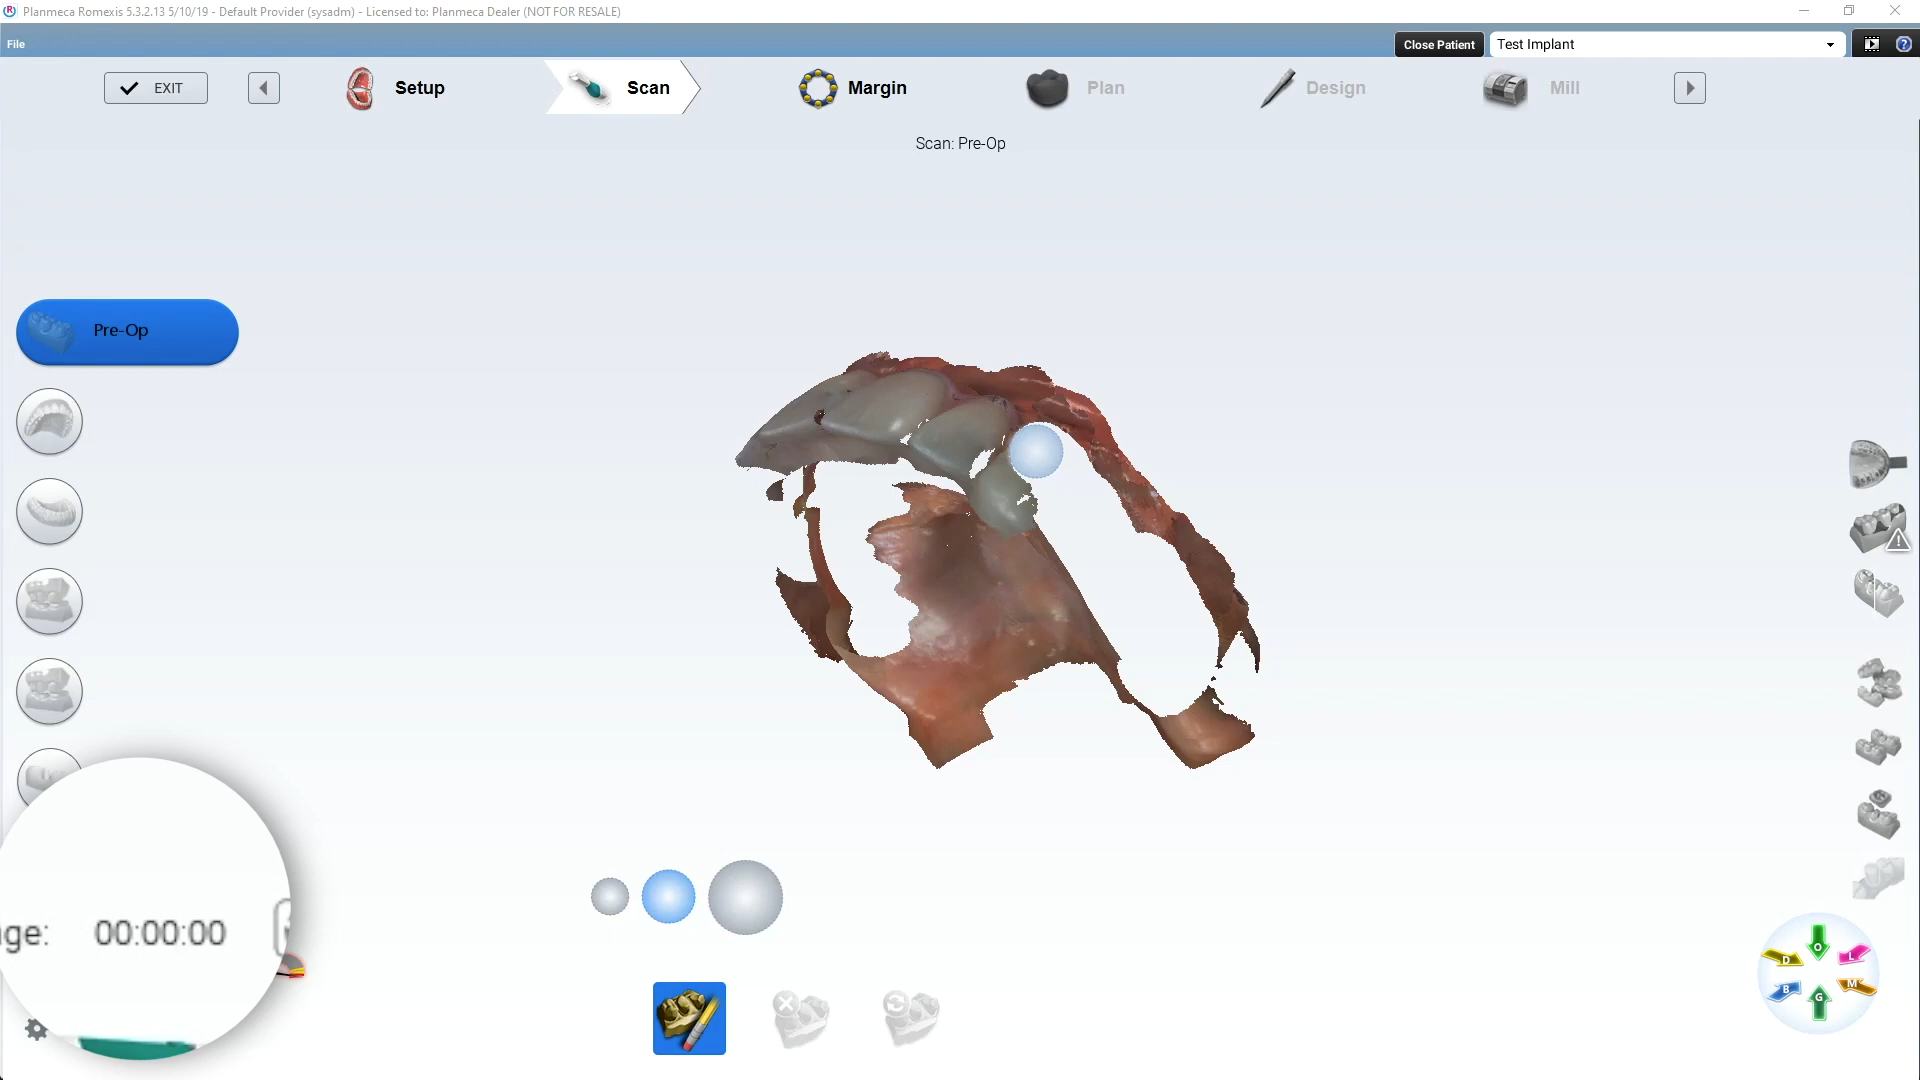 Planmeca Romexis 5.3.2.13 5/10/19 - Default Provider (sysadm) - Licensed to: Planmeca Dealer (NOT FOR RESALE)
File
Close Patient
Test Implant
EXIT
Setup
Scan
Margin
Plan
Design
Mill
Scan: Pre-Op
Pre-Op
ge: 00:00:00
O
D
L
B
M
G